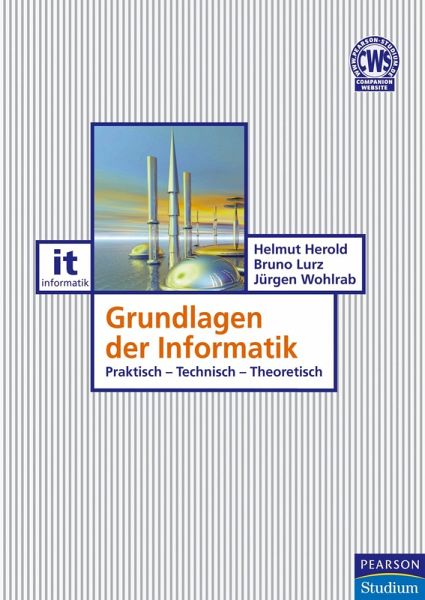 WWW.PEARSON-STUDIUM.DE
CWS
COMPANION
WEBSITE
Helmut Herold
Bruno Lurz
Jürgen Wohlrab
it
informatik
Grundlagen
der Informatik
Praktisch – Technisch – Theoretisch
PEARSON
Studium